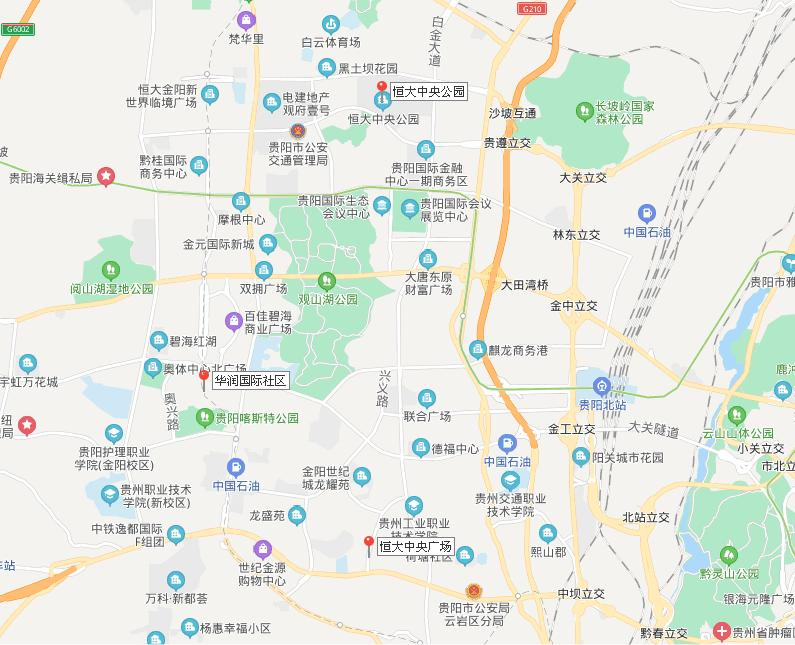 G6002
G210
梵华里
白云体育场
白金大道
黑土坡花园
恒大金阳新
世界临境广场
电建地产
观府壹号
恒大中央公园
恒大中央公园
沙坡互通
长坡岭国家
森林公园
贵阳市公安
交通管理局
贵遵立交
坡
黔桂国际
商务中心
贵阳国际金融
中心一期商务区
贵阳海关缉私局
大关立交
摩根中心
贵阳国际生态
会议中心
贵阳国际会议
展览中心
中国石油
林东立交
金元国际新城
阅山湖湿地公园
双拥广场
观山湖公园
大唐东原
财富广场
大田湾桥
贵阳市雅
金中立交
百佳碧海
商业广场
碧海红湖
麒龙商务港
宇虹万花城
奥体中心北广场
华润国际社区
兴义路
鹿冲
贵阳北站
奥兴路
贵阳喀斯特公园
联合广场
纽
局
金工立交
大关隧道
云山山体公园
小关立交
贵阳护理职业
学院(金阳校区)
德福中心
中国石油
阳关城市花园
市北立
中国石油
金阳世纪
城龙耀苑
贵州交通职业
技术学院
贵州职业技术
学院(新校区)
龙盛苑
贵州工业职业
技术学院
北站立交
中铁逸都国际
F组团
恒大中央广场
荷塘社区
熙山郡
世纪金源
购物中心
黔灵山公园
车站
万科·新都荟
贵阳市公安局
云岩区分局
中坝立交
银海元隆广场
杨惠幸福小区
黔春立交
贵州省肿瘤